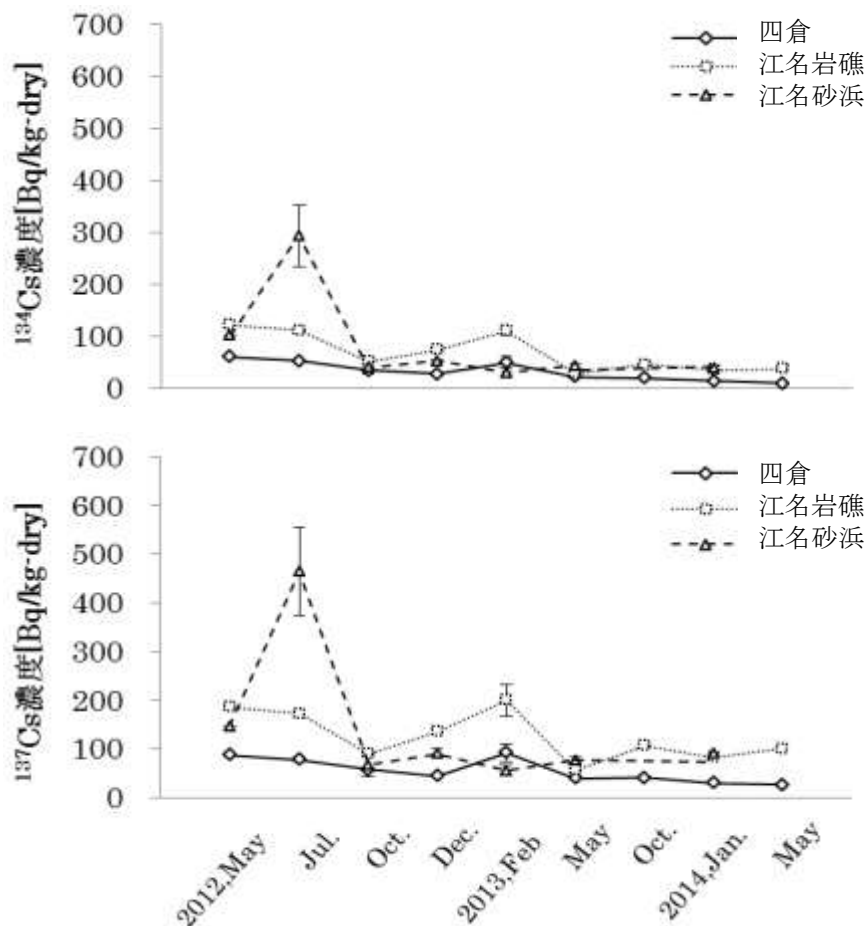 700
600
500
400
300
200
100
0
¹³⁴Cs濃度[Bq/kg-dry]
四倉
江名岩礁
江名砂浜
700
600
500
400
300
200
100
0
¹³⁷Cs濃度[Bq/kg-dry]
四倉
江名岩礁
江名砂浜
2012,May
Jul.
Oct.
Dec.
2013,Feb
May
Oct.
2014,Jan.
May